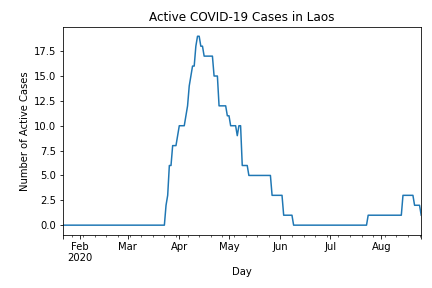 Active COVID-19 Cases in Laos
Number of Active Cases
17.5
15.0
12.5
10.0
7.5
5.0
2.5
0.0
Feb Mar Apr May Jun Jul Aug
2020
Day